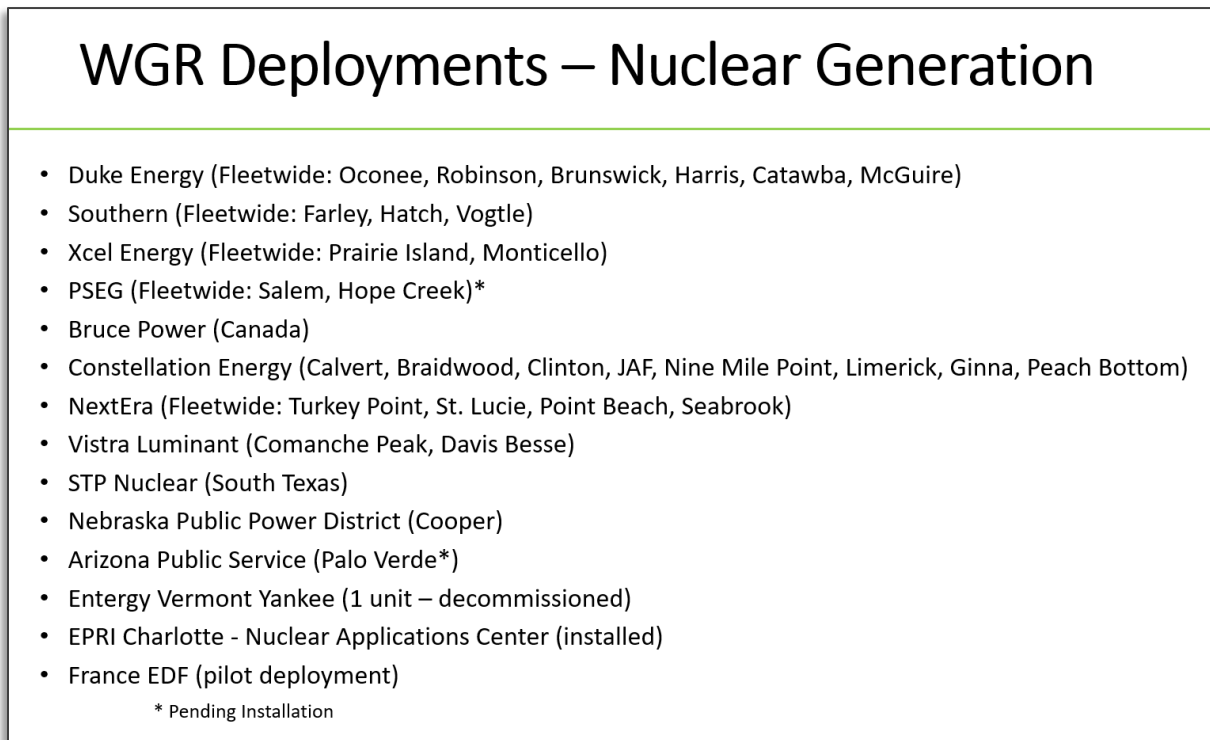 WGR Deployments – Nuclear Generation
• Duke Energy (Fleetwide: Oconee, Robinson, Brunswick, Harris, Catawba, McGuire)
• Southern (Fleetwide: Farley, Hatch, Vogtle)
• Xcel Energy (Fleetwide: Prairie Island, Monticello)
• PSEG (Fleetwide: Salem, Hope Creek)*
• Bruce Power (Canada)
• Constellation Energy (Calvert, Braidwood, Clinton, JAF, Nine Mile Point, Limerick, Ginna, Peach Bottom)
• NextEra (Fleetwide: Turkey Point, St. Lucie, Point Beach, Seabrook)
• Vistra Luminant (Comanche Peak, Davis Besse)
• STP Nuclear (South Texas)
• Nebraska Public Power District (Cooper)
• Arizona Public Service (Palo Verde*)
• Entergy Vermont Yankee (1 unit – decommissioned)
• EPRI Charlotte - Nuclear Applications Center (installed)
• France EDF (pilot deployment)
* Pending Installation